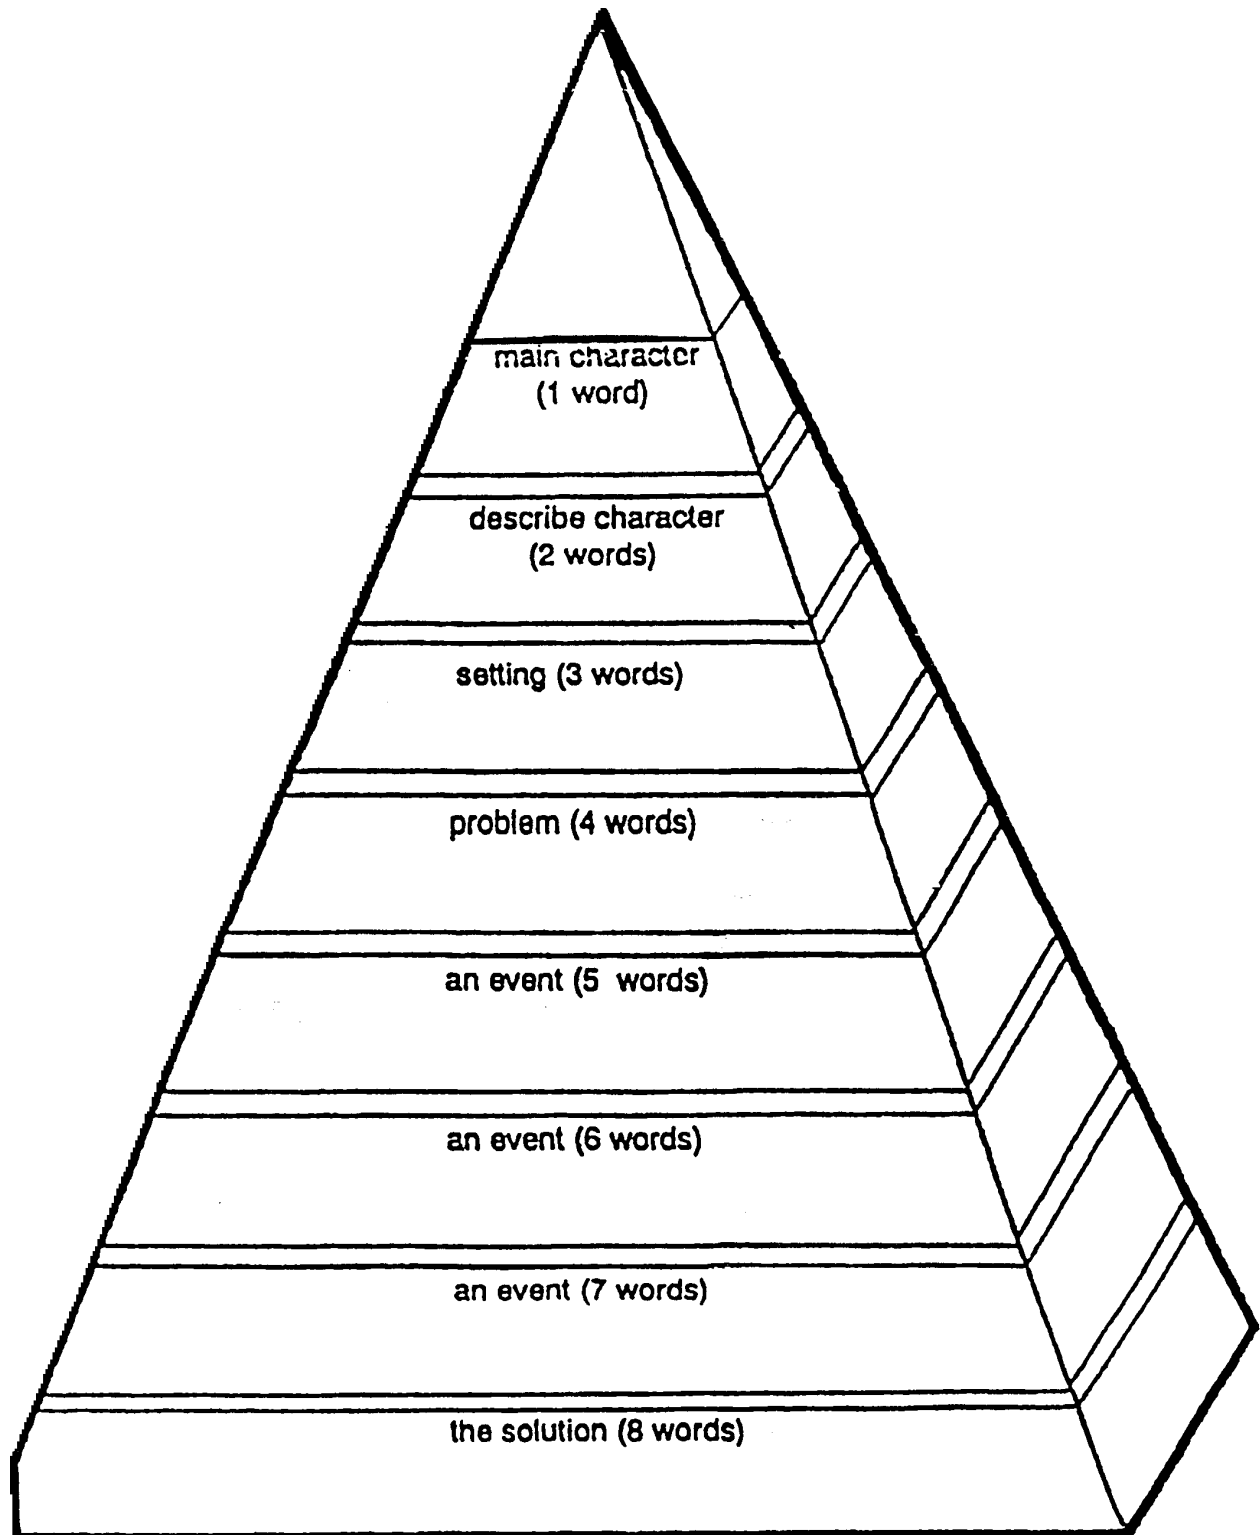 main character
(1 word)
describe character
(2 words)
setting (3 words)
problem (4 words)
an event (5 words)
an event (6 words)
an event (7 words)
the solution (8 words)